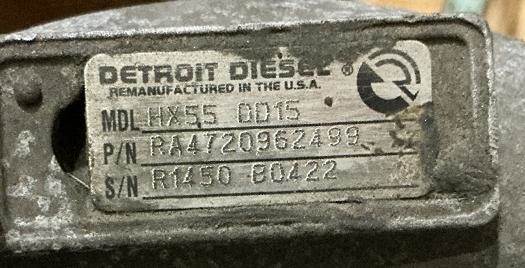 DETROIT DIESEL ®
REMANUFACTURED IN THE U.S.A.
MDL HX55 DD15
P/N RA4720962499
S/N R1450 B0422